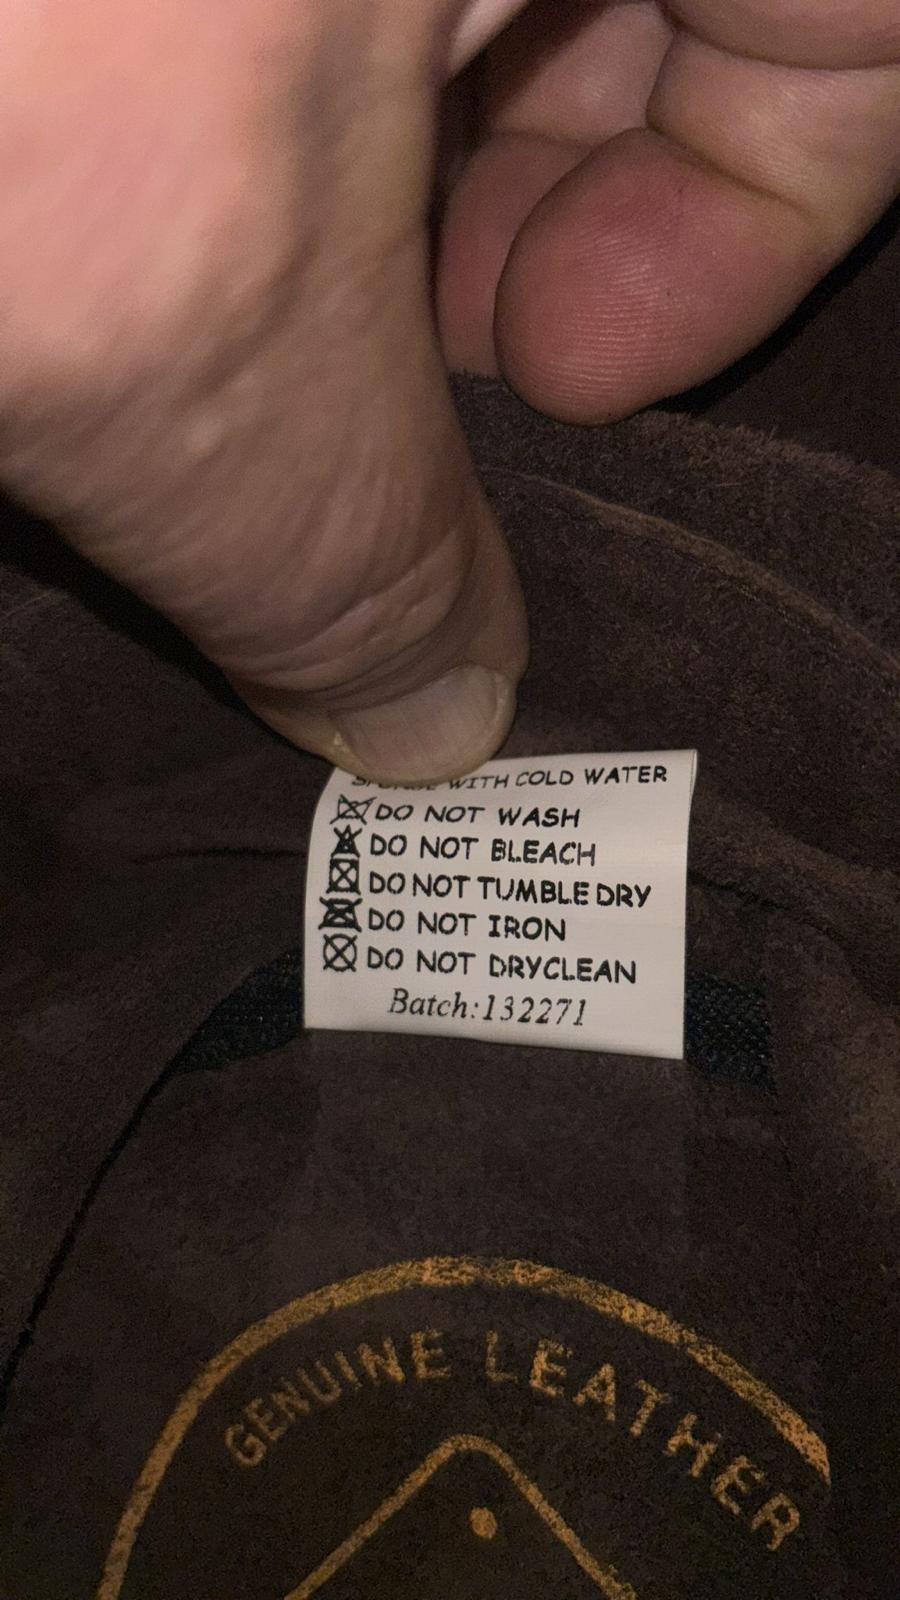 SPONGE WITH COLD WATER
DO NOT WASH
DO NOT BLEACH
DO NOT TUMBLE DRY
DO NOT IRON
DO NOT DRYCLEAN
Batch:132271
GENUINE LEATHER